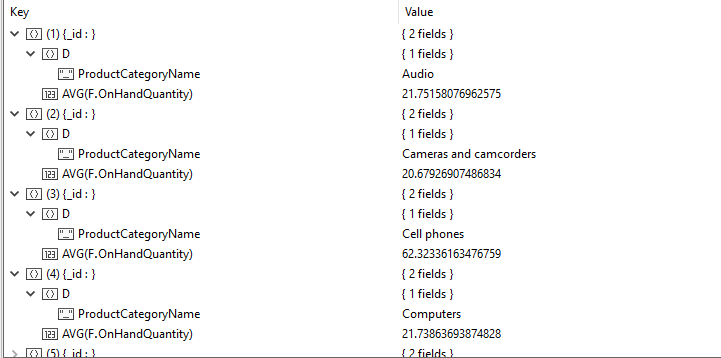 Key Value
(1) {_id : } { 2 fields }
D { 1 fields }
ProductCategoryName Audio
AVG(F.OnHandQuantity) 21.75158076962575
(2) {_id : } { 2 fields }
D { 1 fields }
ProductCategoryName Cameras and camcorders
AVG(F.OnHandQuantity) 20.67926907486834
(3) {_id : } { 2 fields }
D { 1 fields }
ProductCategoryName Cell phones
AVG(F.OnHandQuantity) 62.32336163476759
(4) {_id : } { 2 fields }
D { 1 fields }
ProductCategoryName Computers
AVG(F.OnHandQuantity) 21.73863693874828
(5) {_id : } { 2 fields }